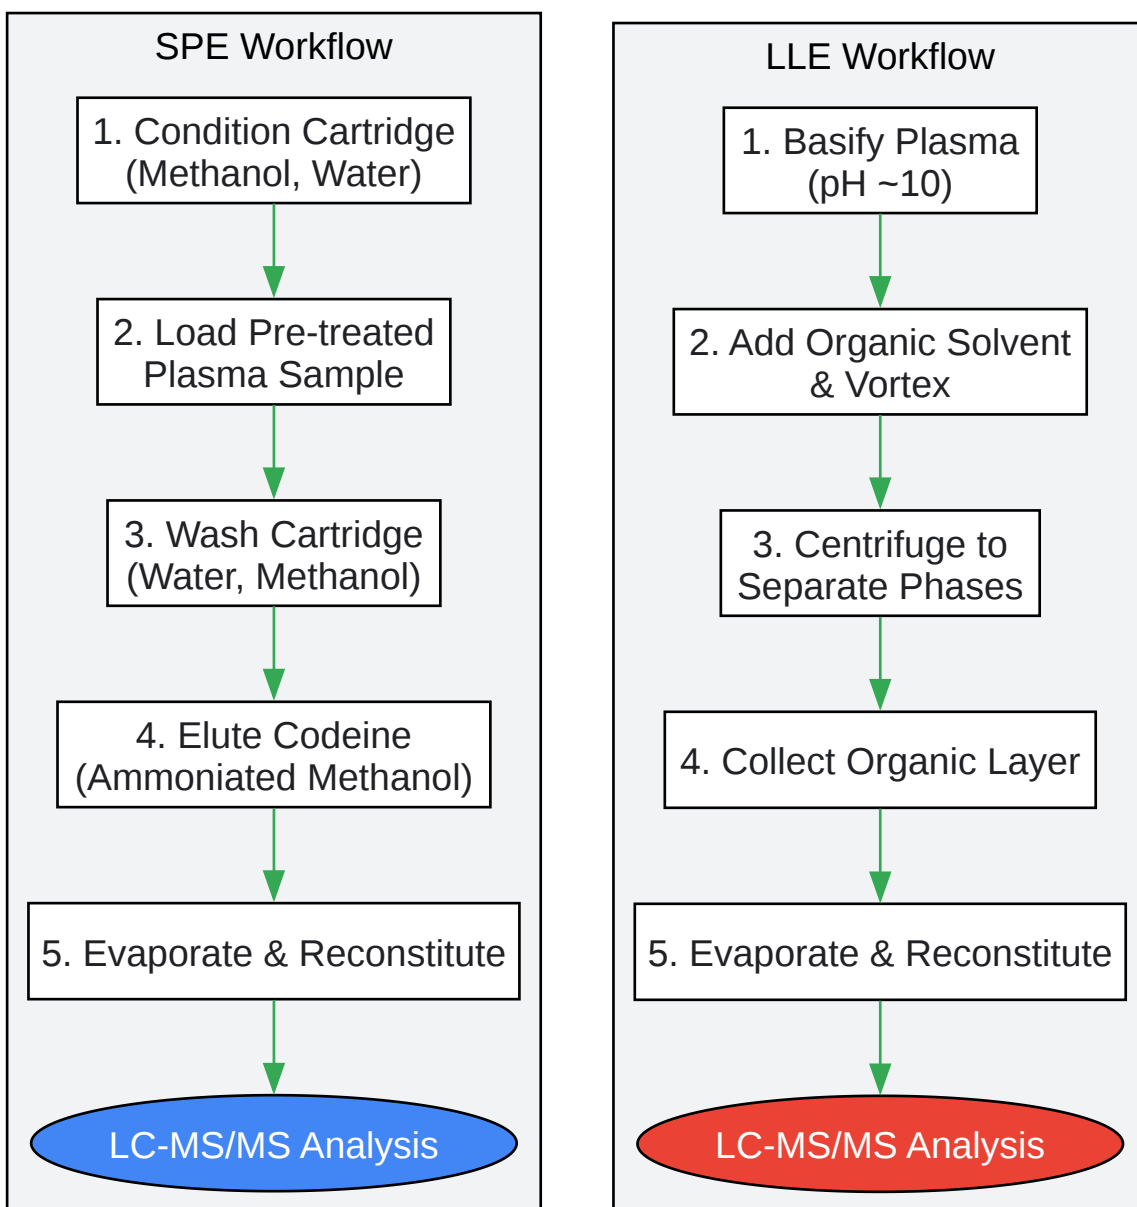 SPE Workflow
1. Condition Cartridge
(Methanol, Water)
2. Load Pre-treated
Plasma Sample
3. Wash Cartridge
(Water, Methanol)
4. Elute Codeine
(Ammoniated Methanol)
5. Evaporate & Reconstitute
LC-MS/MS Analysis
LLE Workflow
1. Basify Plasma
(pH ~10)
2. Add Organic Solvent
& Vortex
3. Centrifuge to
Separate Phases
4. Collect Organic Layer
5. Evaporate & Reconstitute
LC-MS/MS Analysis